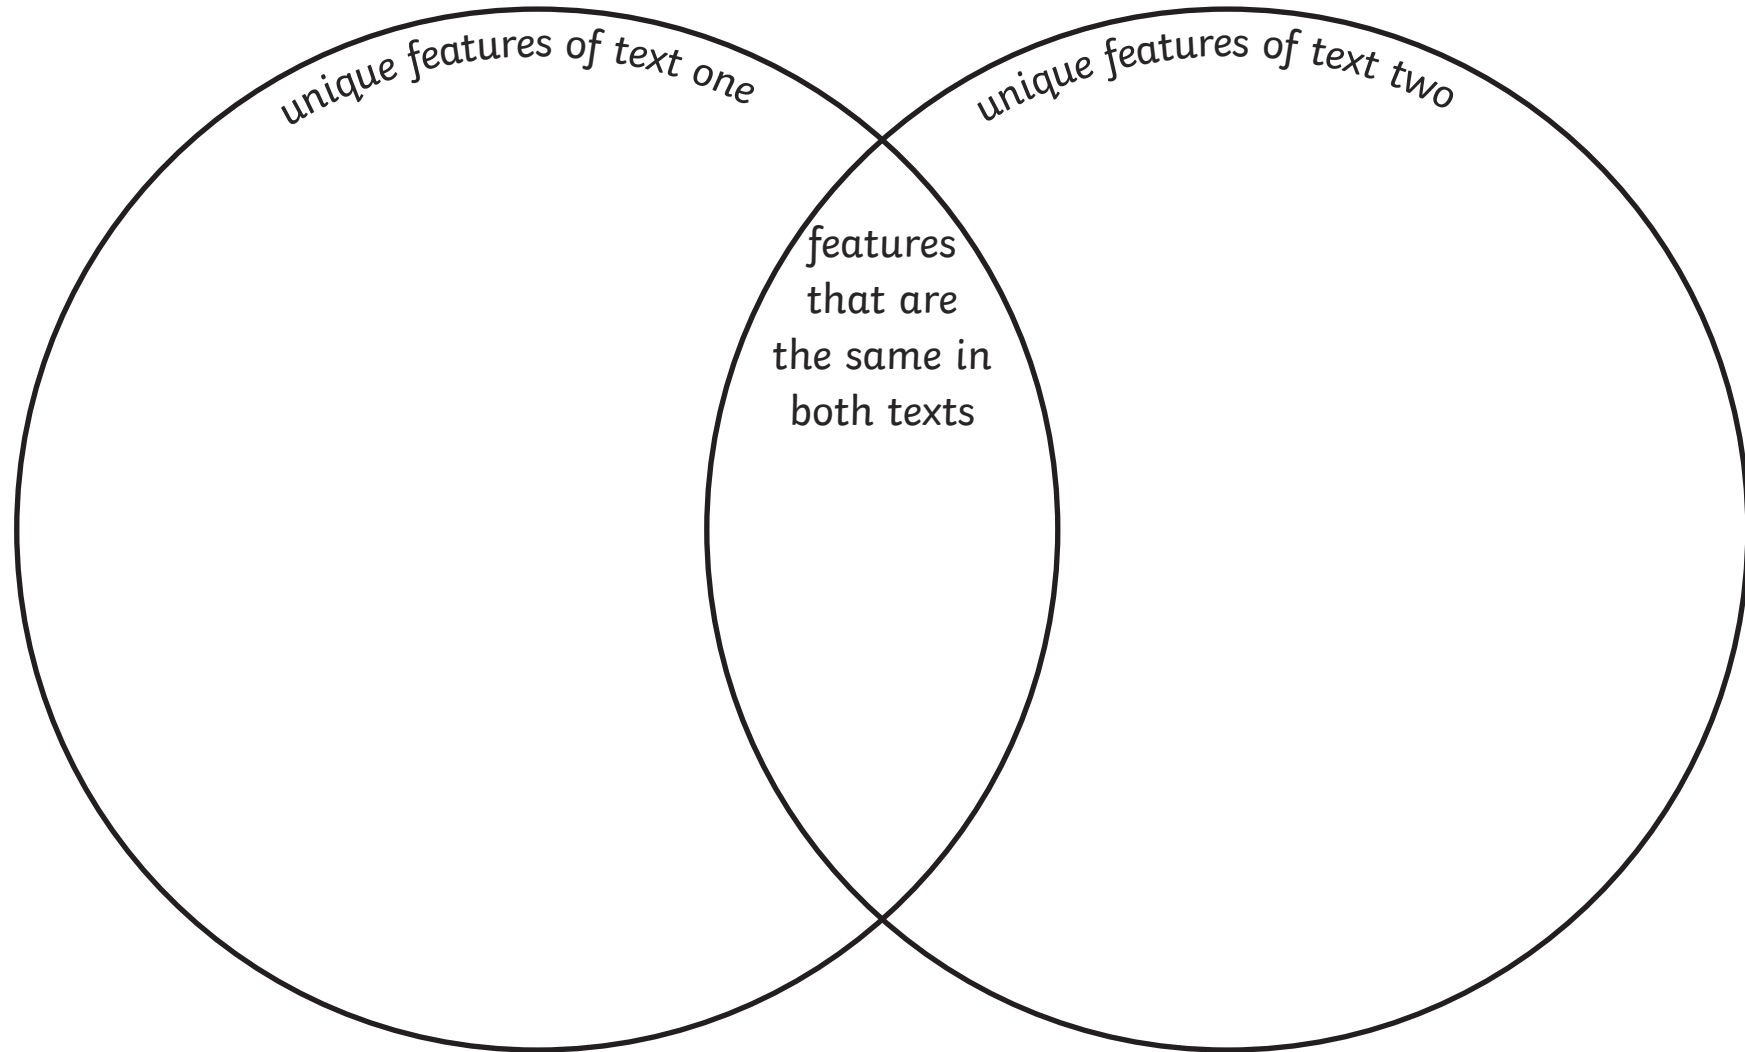 unique features of text one
unique features of text two
features
that are
the same in
both texts